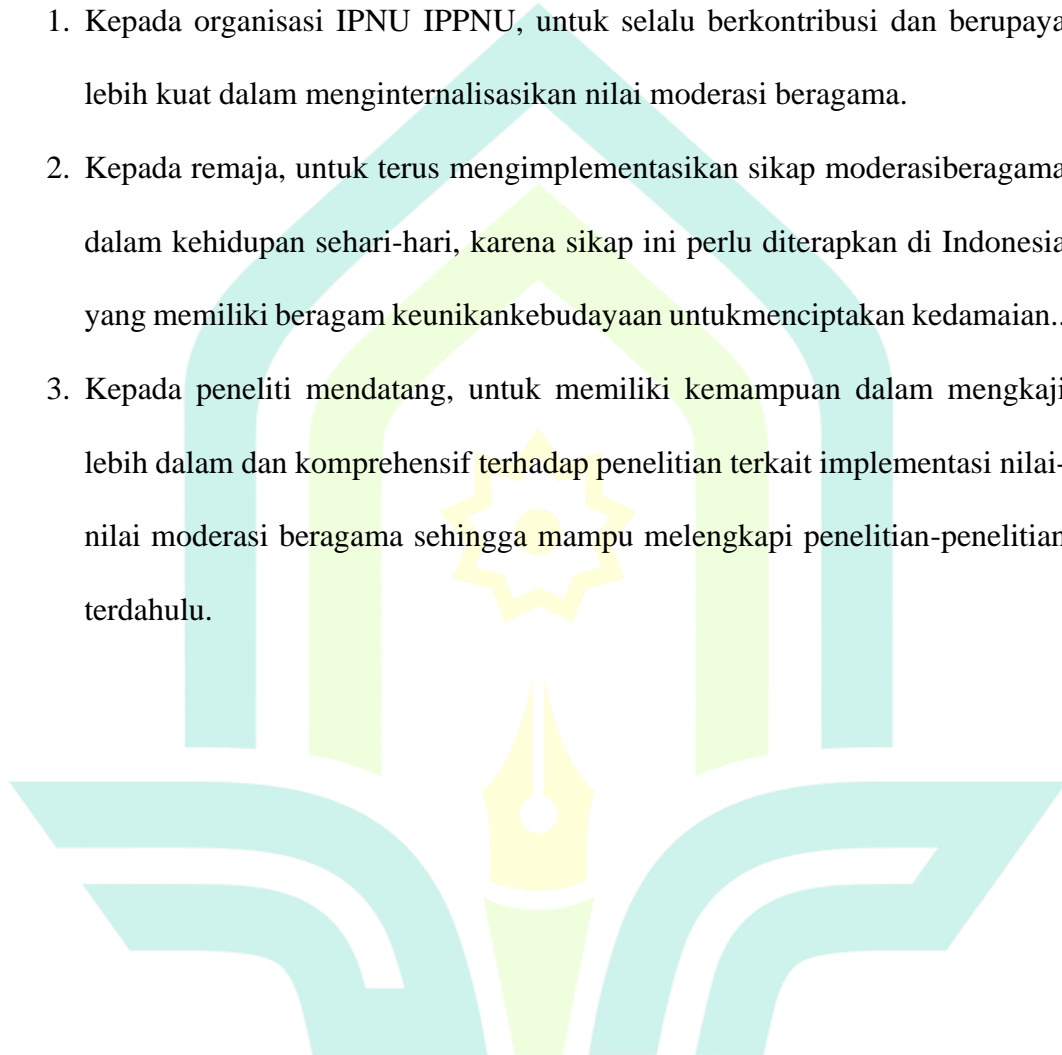 1. Kepada organisasi IPNU IPPNU, untuk selalu berkontribusi dan berupaya
lebih kuat dalam menginternalisasikan nilai moderasi beragama.
2. Kepada remaja, untuk terus mengimplementasikan sikap moderasiberagama
dalam kehidupan sehari-hari, karena sikap ini perlu diterapkan di Indonesia
yang memiliki beragam keunikankebudayaan untukmenciptakan kedamaian..
3. Kepada peneliti mendatang, untuk memiliki kemampuan dalam mengkaji
lebih dalam dan komprehensif terhadap penelitian terkait implementasi nilai-
nilai moderasi beragama sehingga mampu melengkapi penelitian-penelitian
terdahulu.